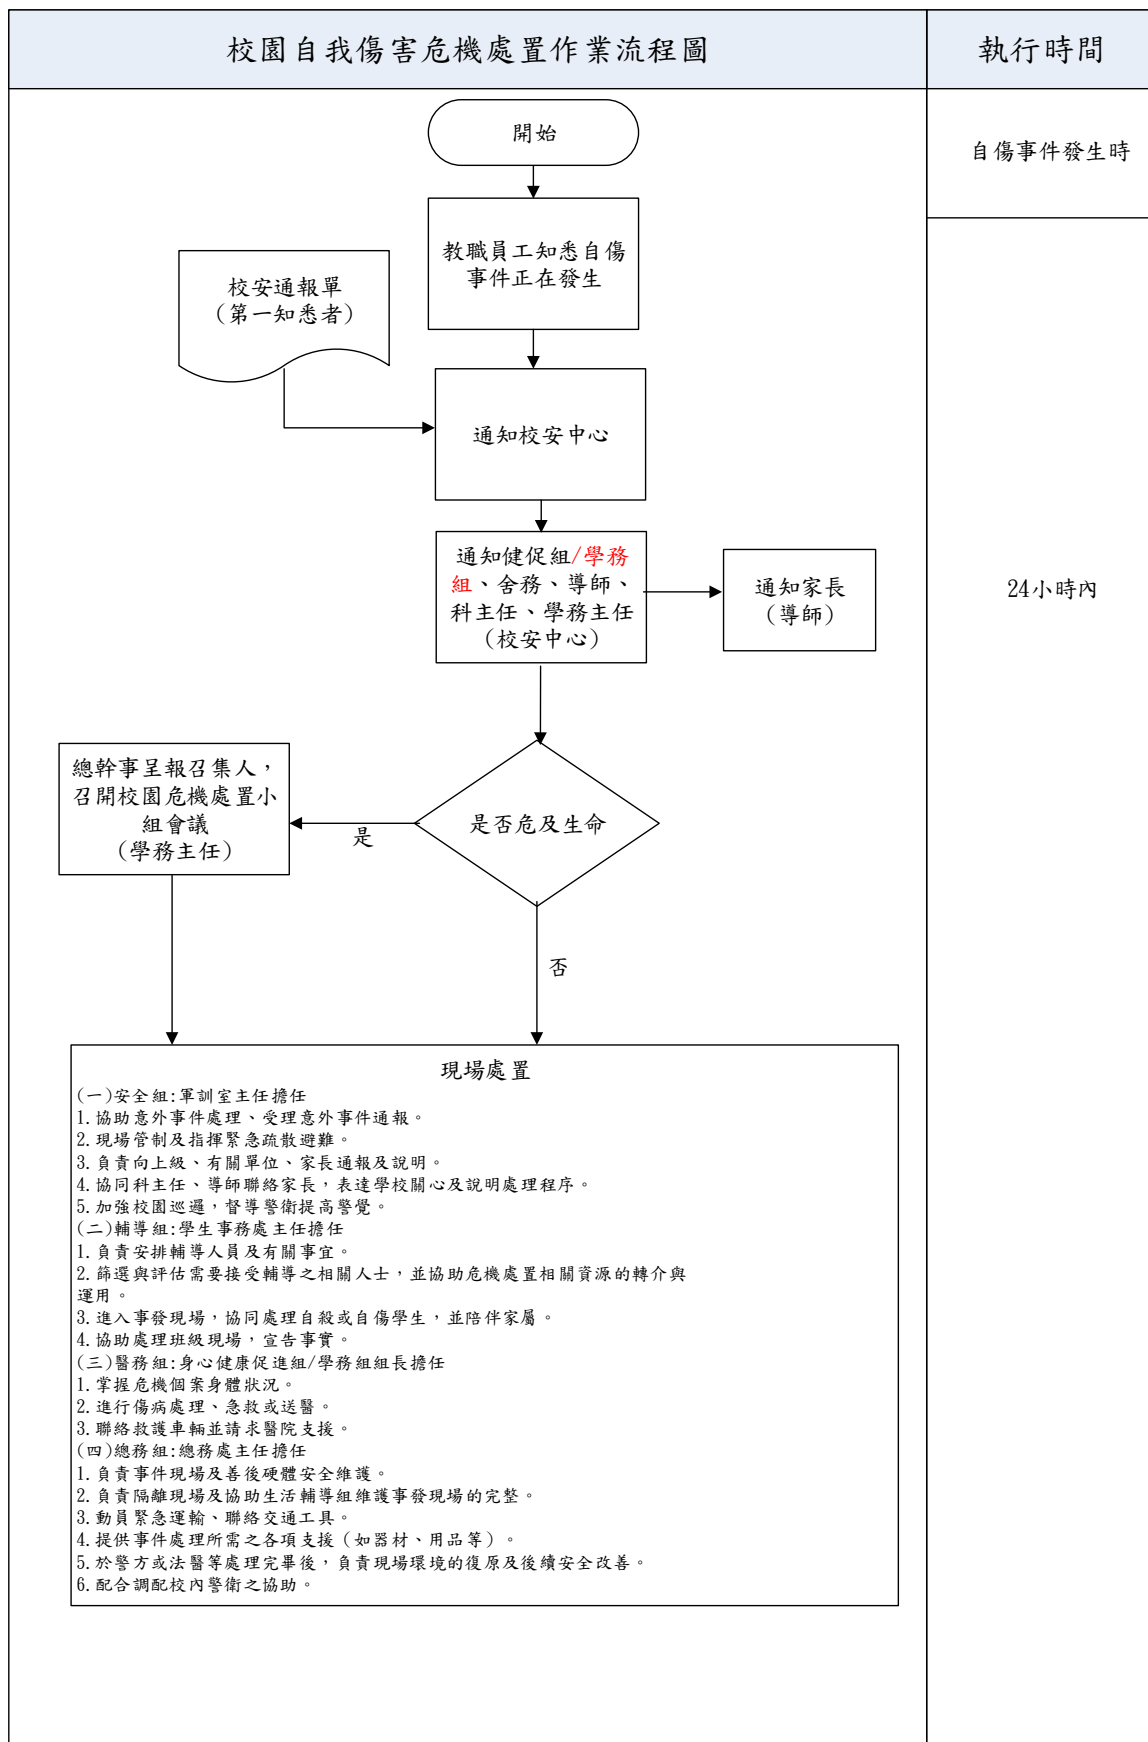 校園自我傷害危機處置作業流程圖
執行時間
開始
自傷事件發生時
教職員工知悉自傷
事件正在發生
校安通報單
（第一知悉者）
通知校安中心
通知健促組/學務
組、舍務、導師、
科主任、學務主任
（校安中心）
通知家長
（導師）
24小時內
總幹事呈報召集人，
召開校園危機處置小
組會議
（學務主任）
是
是否危及生命
否
現場處置
(一)安全組:軍訓室主任擔任
1.協助意外事件處理、受理意外事件通報。
2.現場管制及指揮緊急疏散避難。
3.負責向上級、有關單位、家長通報及說明。
4.協同科主任、導師聯絡家長，表達學校關心及說明處理程序。
5.加強校園巡邏，督導警衛提高警覺。
(二)輔導組:學生事務處主任擔任
1.負責安排輔導人員及有關事宜。
2.篩選與評估需要接受輔導之相關人士，並協助危機處置相關資源的轉介與
運用。
3.進入事發現場，協同處理自殺或自傷學生，並陪伴家屬。
4.協助處理班級現場，宣告事實。
(三)醫務組:身心健康促進組/學務組組長擔任
1.掌握危機個案身體狀況。
2.進行傷病處理、急救或送醫。
3.聯絡救護車輛並請求醫院支援。
(四)總務組:總務處主任擔任
1.負責事件現場及善後硬體安全維護。
2.負責隔離現場及協助生活輔導組維護事發現場的完整。
3.動員緊急運輸、聯絡交通工具。
4.提供事件處理所需之各項支援（如器材、用品等）。
5.於警方或法醫等處理完畢後，負責現場環境的復原及後續安全改善。
6.配合調配校內警衛之協助。